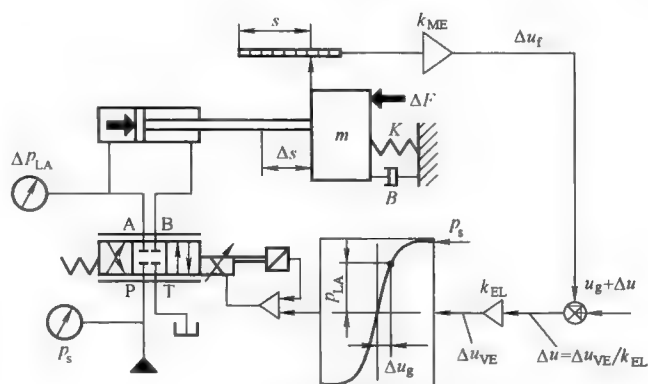 s
k_ME
Δu_f
ΔF
m
K
Δs
B
Δp_LA
A B
P T
p_s
p_s
p_LA
Δu_g
k_EL
u_g+Δu
Δu_VE
Δu=Δu_VE/k_EL